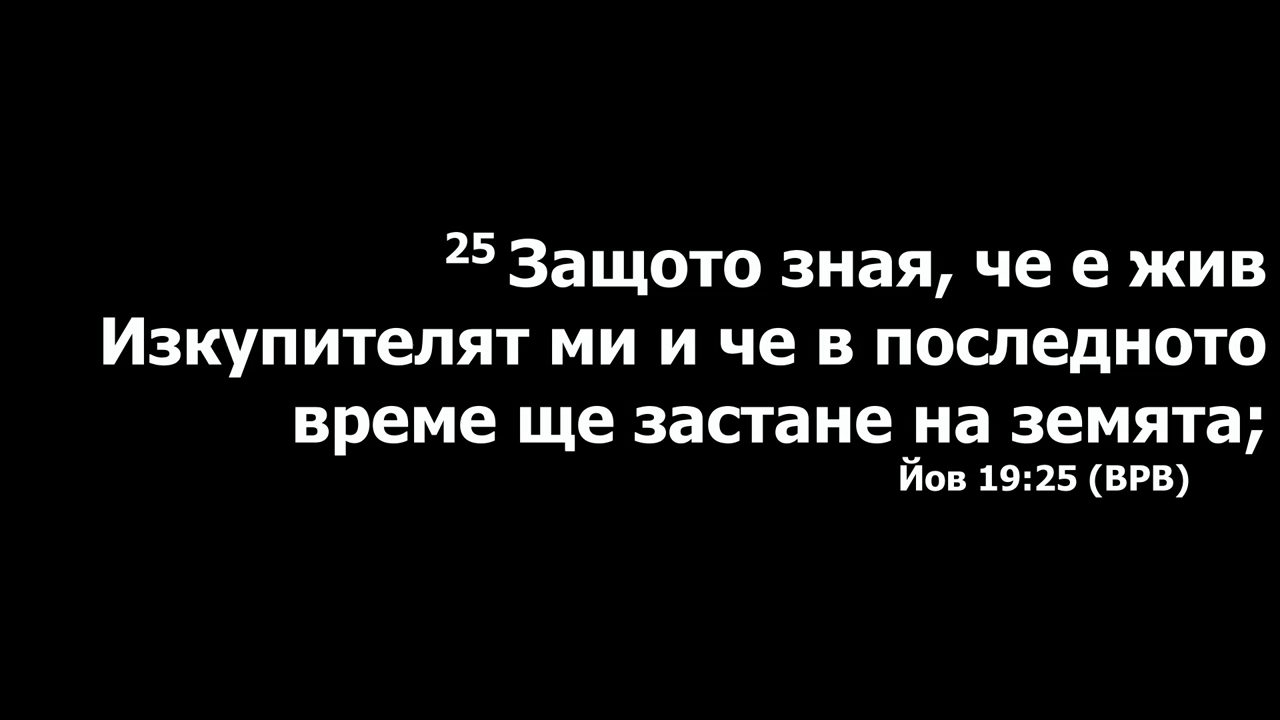 25 Защото зная, че е жив
Изкупителят ми и че в последното
време ще застане на земята;
Йов 19:25 (ВРВ)